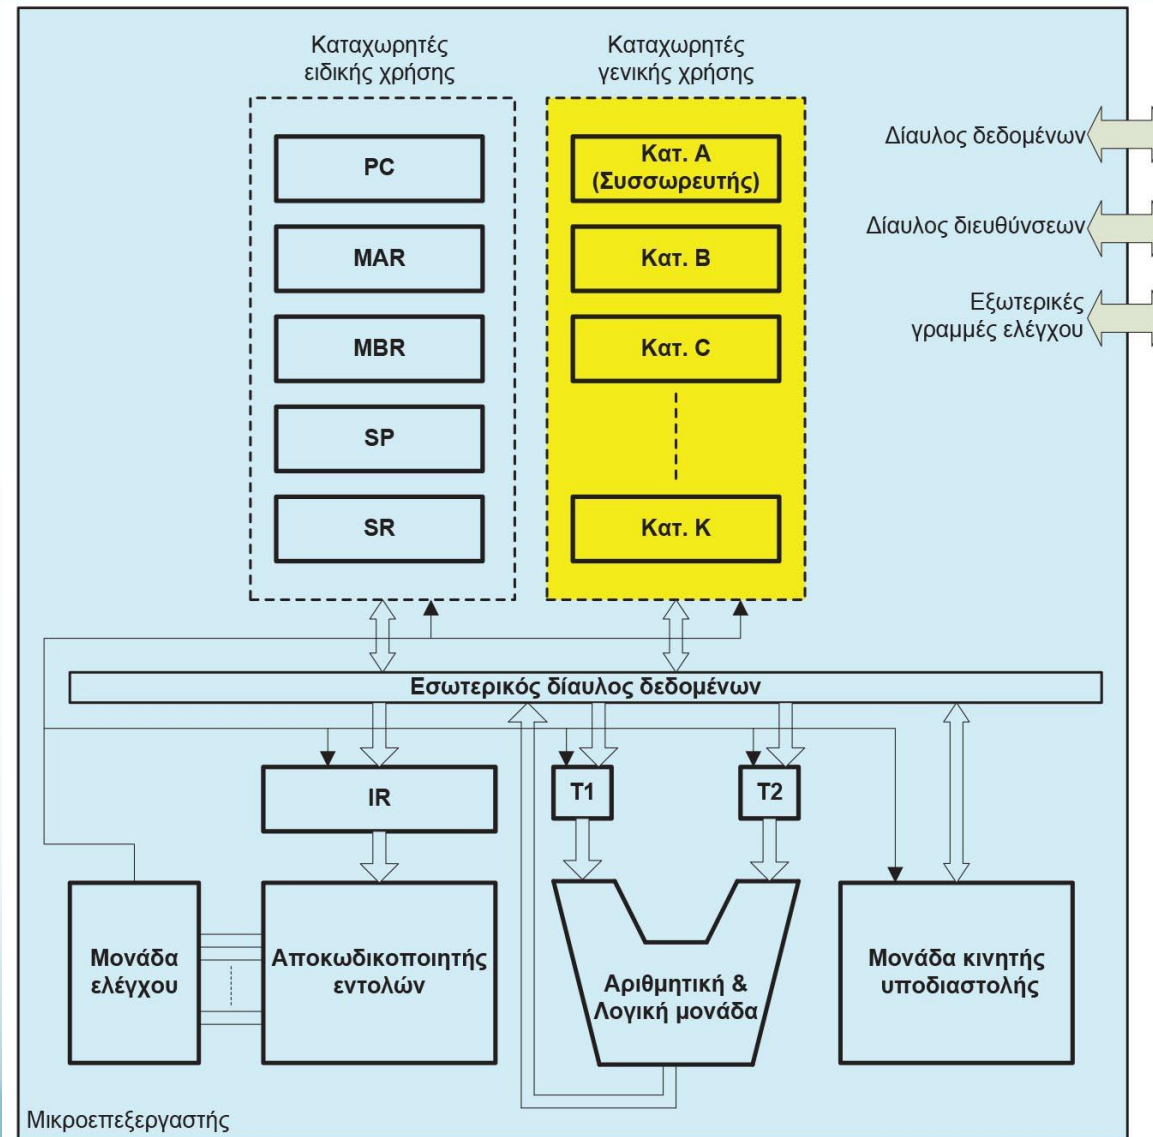 Καταχωρητές
ειδικής χρήσης
Καταχωρητές
γενικής χρήσης
PC
MAR
MBR
SP
SR
Κατ. Α
(Συσσωρευτής)
Κατ. Β
Κατ. C
Κατ. Κ
Δίαυλος δεδομένων
Δίαυλος διευθύνσεων
Εξωτερικές
γραμμές ελέγχου
Εσωτερικός δίαυλος δεδομένων
IR
T1
T2
Μονάδα
ελέγχου
Αποκωδικοποιητής
εντολών
Αριθμητική &
Λογική μονάδα
Μονάδα κινητής
υποδιαστολής
Μικροεπεξεργαστής